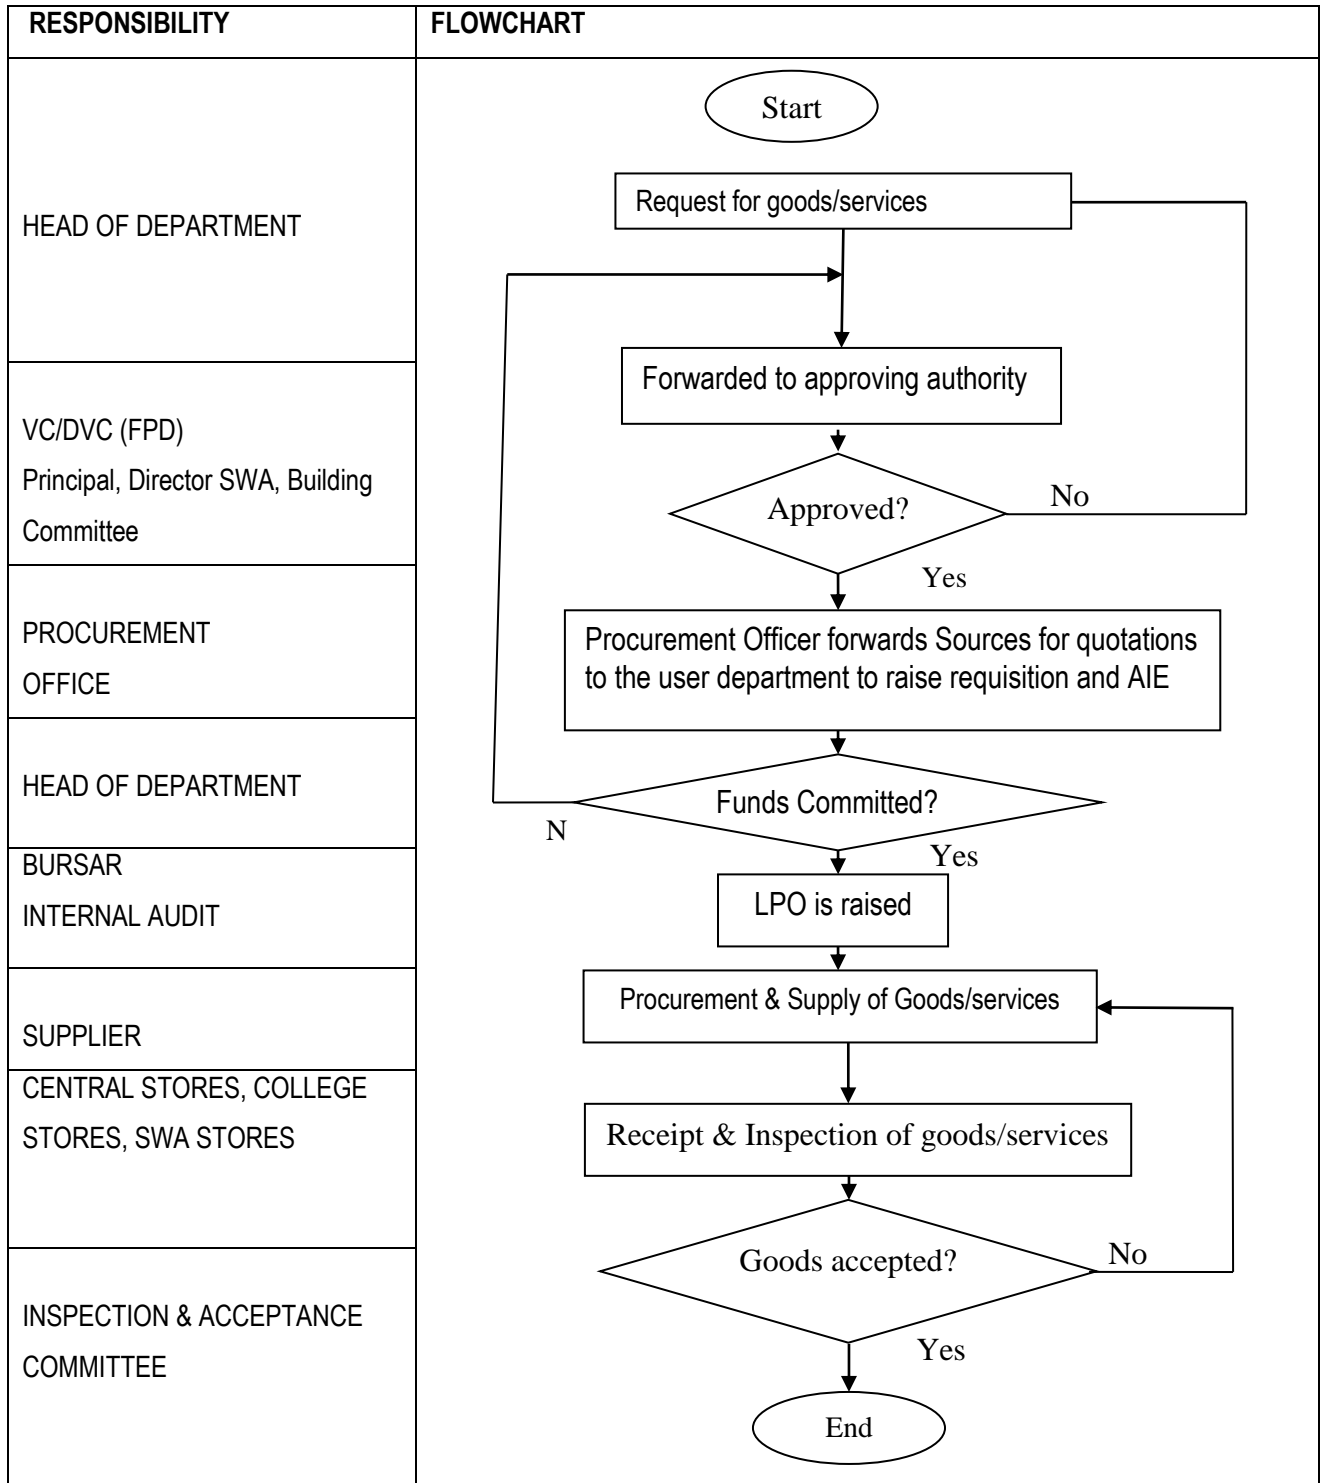 RESPONSIBILITY
FLOWCHART
HEAD OF DEPARTMENT
Start
Request for goods/services
Forwarded to approving authority
VC/DVC (FPD)
Principal, Director SWA, Building
Committee
Approved?
No
Yes
PROCUREMENT
OFFICE
Procurement Officer forwards Sources for quotations
to the user department to raise requisition and AIE
HEAD OF DEPARTMENT
Funds Committed?
N
Yes
BURSAR
INTERNAL AUDIT
LPO is raised
SUPPLIER
Procurement & Supply of Goods/services
CENTRAL STORES, COLLEGE
STORES, SWA STORES
Receipt & Inspection of goods/services
INSPECTION & ACCEPTANCE
COMMITTEE
Goods accepted?
No
Yes
End